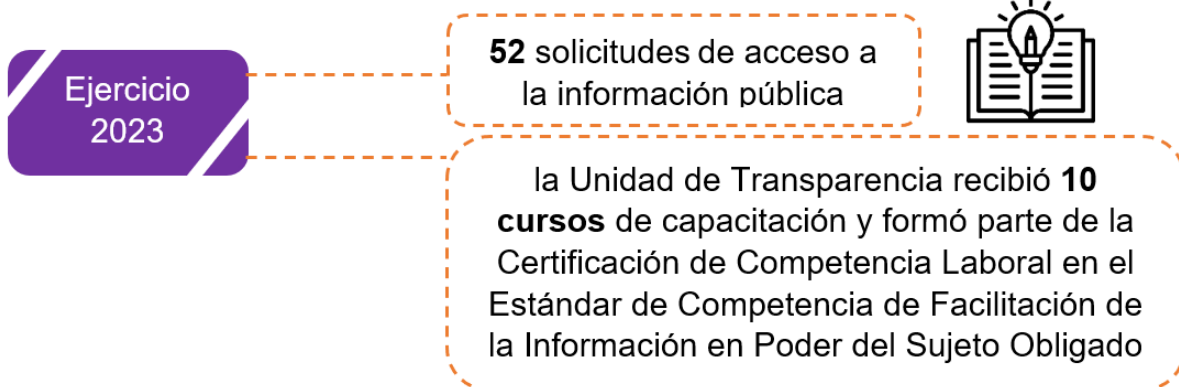 Ejercicio
2023
52 solicitudes de acceso a
la información pública
la Unidad de Transparencia recibió 10
cursos de capacitación y formó parte de la
Certificación de Competencia Laboral en el
Estándar de Competencia de Facilitación de
la Información en Poder del Sujeto Obligado